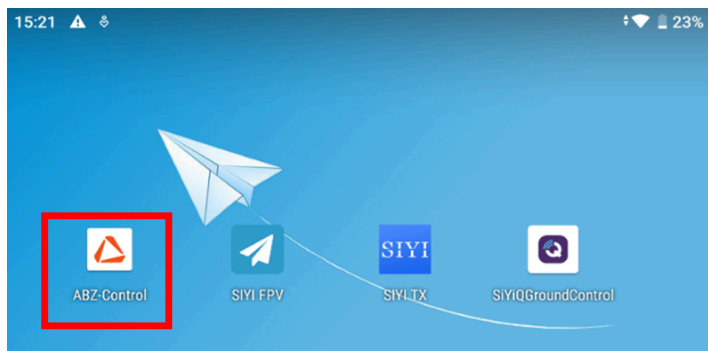 15:21 23%
SIYI
ABZ-Control SIYI FPV SIYI TX SiYiQGroundControl